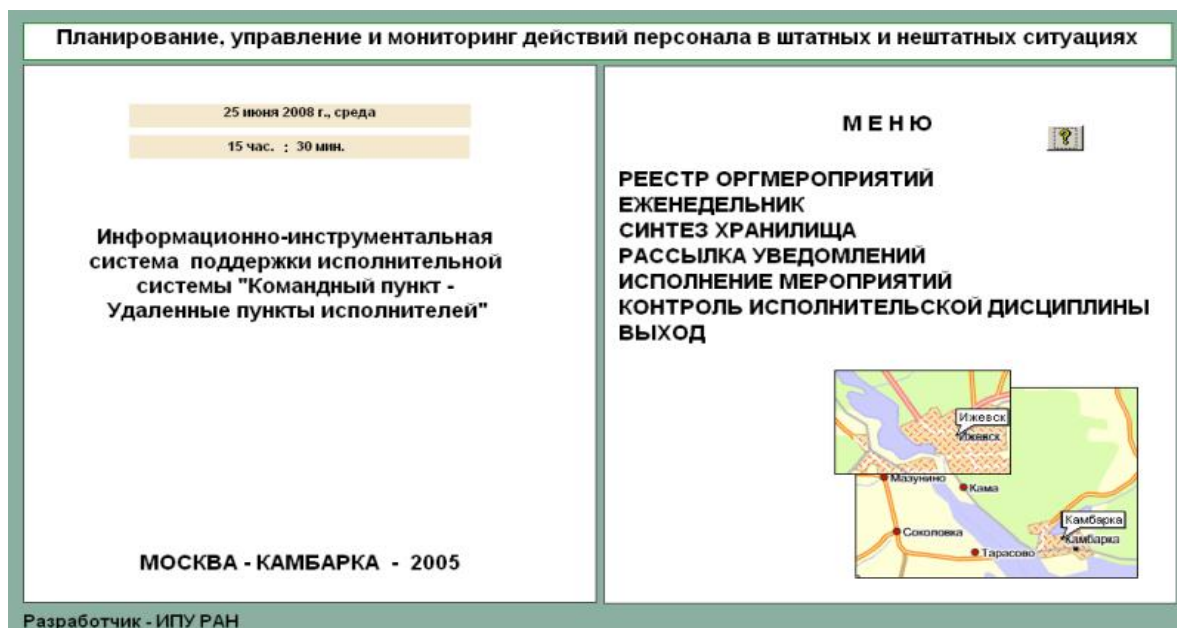 Планирование, управление и мониторинг действий персонала в штатных и нештатных ситуациях
25 июня 2008 г., среда
15 час. : 30 мин.
Информационно-инструментальная
система поддержки исполнительной
системы "Командный пункт -
Удаленные пункты исполнителей"
МОСКВА - КАМБАРКА - 2005
М Е Н Ю
?
РЕЕСТР ОРГМЕРОПРИЯТИЙ
ЕЖЕНЕДЕЛЬНИК
СИНТЕЗ ХРАНИЛИЩА
РАССЫЛКА УВЕДОМЛЕНИЙ
ИСПОЛНЕНИЕ МЕРОПРИЯТИЙ
КОНТРОЛЬ ИСПОЛНИТЕЛЬСКОЙ ДИСЦИПЛИНЫ
ВЫХОД
Ижевск
Ижевск
Мазунино
Кама
Камбарка
Соколовка
Камбарка
Тарасово
Разработчик - ИПУ РАН